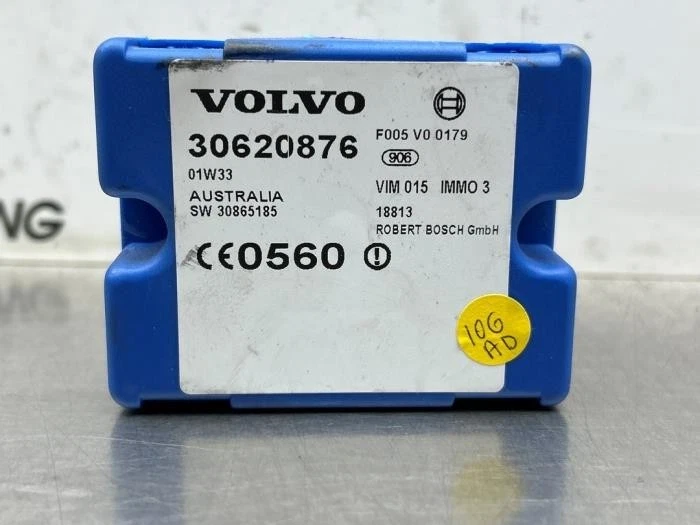 VOLVO
30620876
01W33
AUSTRALIA
SW 30865185
F005 V0 0179
906
VIM 015 IMMO 3
18813
ROBERT BOSCH GmbH
CE0560
10G
AD
NG